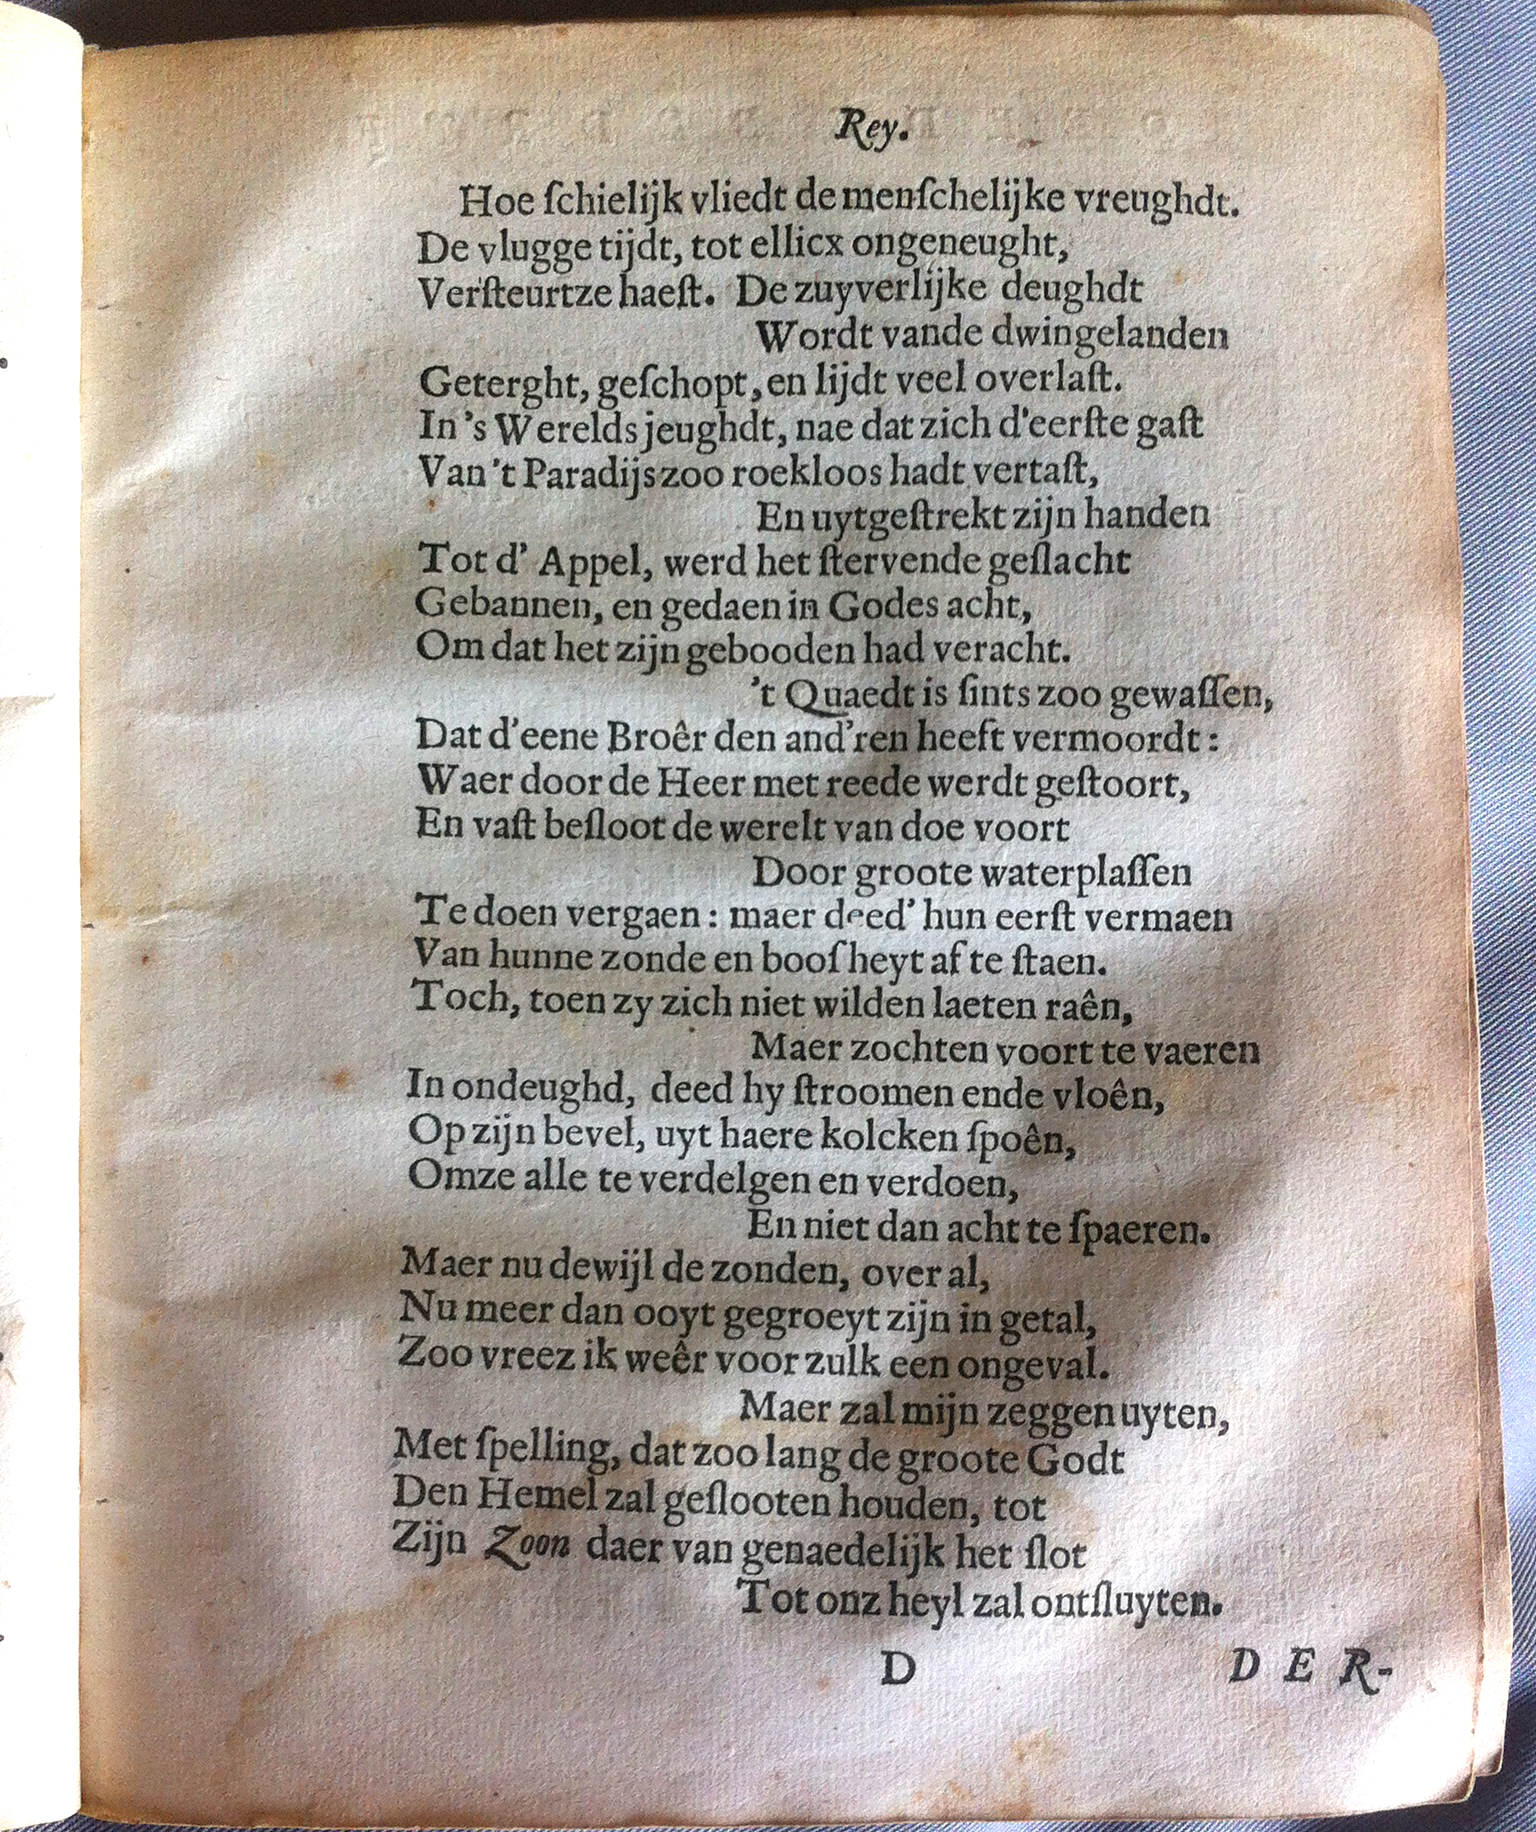 Rey.
Hoe ſchielijk vliedt de menſchelijke vreughdt.
De vlugge tijdt, tot ellicx ongeneught,
Verſteurtze haeſt. De zuyverlijke deughdt
Wordt vande dwingelanden
Geterght, geſchopt, en lijdt veel overlaſt.
In 's Werelds jeughdt, nae dat zich d'eerſte gaſt
Van 't Paradijs zoo roekloos hadt vertaſt,
En uytgeſtrekt zijn handen
Tot d' Appel, werd het ſtervende geſlacht
Gebannen, en gedaen in Godes acht,
Om dat het zijn gebooden had veracht.
't Quaedt is ſints zoo gewaſſen,
Dat d'eene Broêr den and'ren heeft vermoordt:
Waer door de Heer met reede werdt geſtoort,
En vaſt beſloot de werelt van doe voort
Door groote waterplaſſen
Te doen vergaen: maer deed' hun eerſt vermaen
Van hunne zonde en booſheyt af te ſtaen.
Toch, toen zy zich niet wilden laeten raên,
Maer zochten voort te vaeren
In ondeughd, deed hy ſtroomen ende vloên,
Op zijn bevel, uyt haere kolcken ſpoên,
Omze alle te verdelgen en verdoen,
En niet dan acht te ſpaeren.
Maer nu dewijl de zonden, over al,
Nu meer dan ooyt gegroeyt zijn in getal,
Zoo vreez ik weêr voor zulk een ongeval.
Maer zal mijn zeggen uyten,
Met ſpelling, dat zoo lang de groote Godt
Den Hemel zal geſlooten houden, tot
Zijn Zoon daer van genaedelijk het ſlot
Tot onz heyl zal ontſluyten.
D D E R-